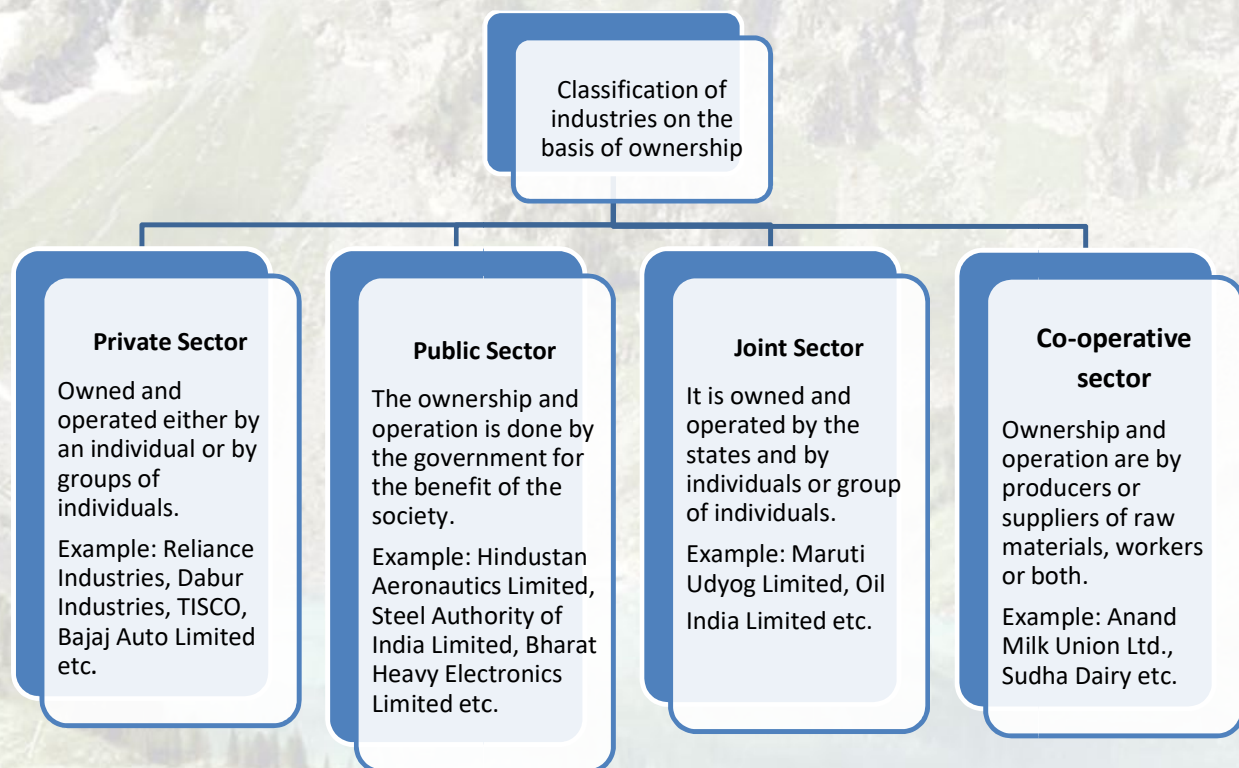 Classification of
industries on the
basis of ownership
Private Sector
Owned and
operated either by
an individual or by
groups of
individuals.
Example: Reliance
Industries, Dabur
Industries, TISCO,
Bajaj Auto Limited
etc.
Public Sector
The ownership and
operation is done by
the government for
the benefit of the
society.
Example: Hindustan
Aeronautics Limited,
Steel Authority of
India Limited, Bharat
Heavy Electronics
Limited etc.
Joint Sector
It is owned and
operated by the
states and by
individuals or group
of individuals.
Example: Maruti
Udyog Limited, Oil
India Limited etc.
Co-operative
sector
Ownership and
operation are by
producers or
suppliers of raw
materials, workers
or both.
Example: Anand
Milk Union Ltd.,
Sudha Dairy etc.